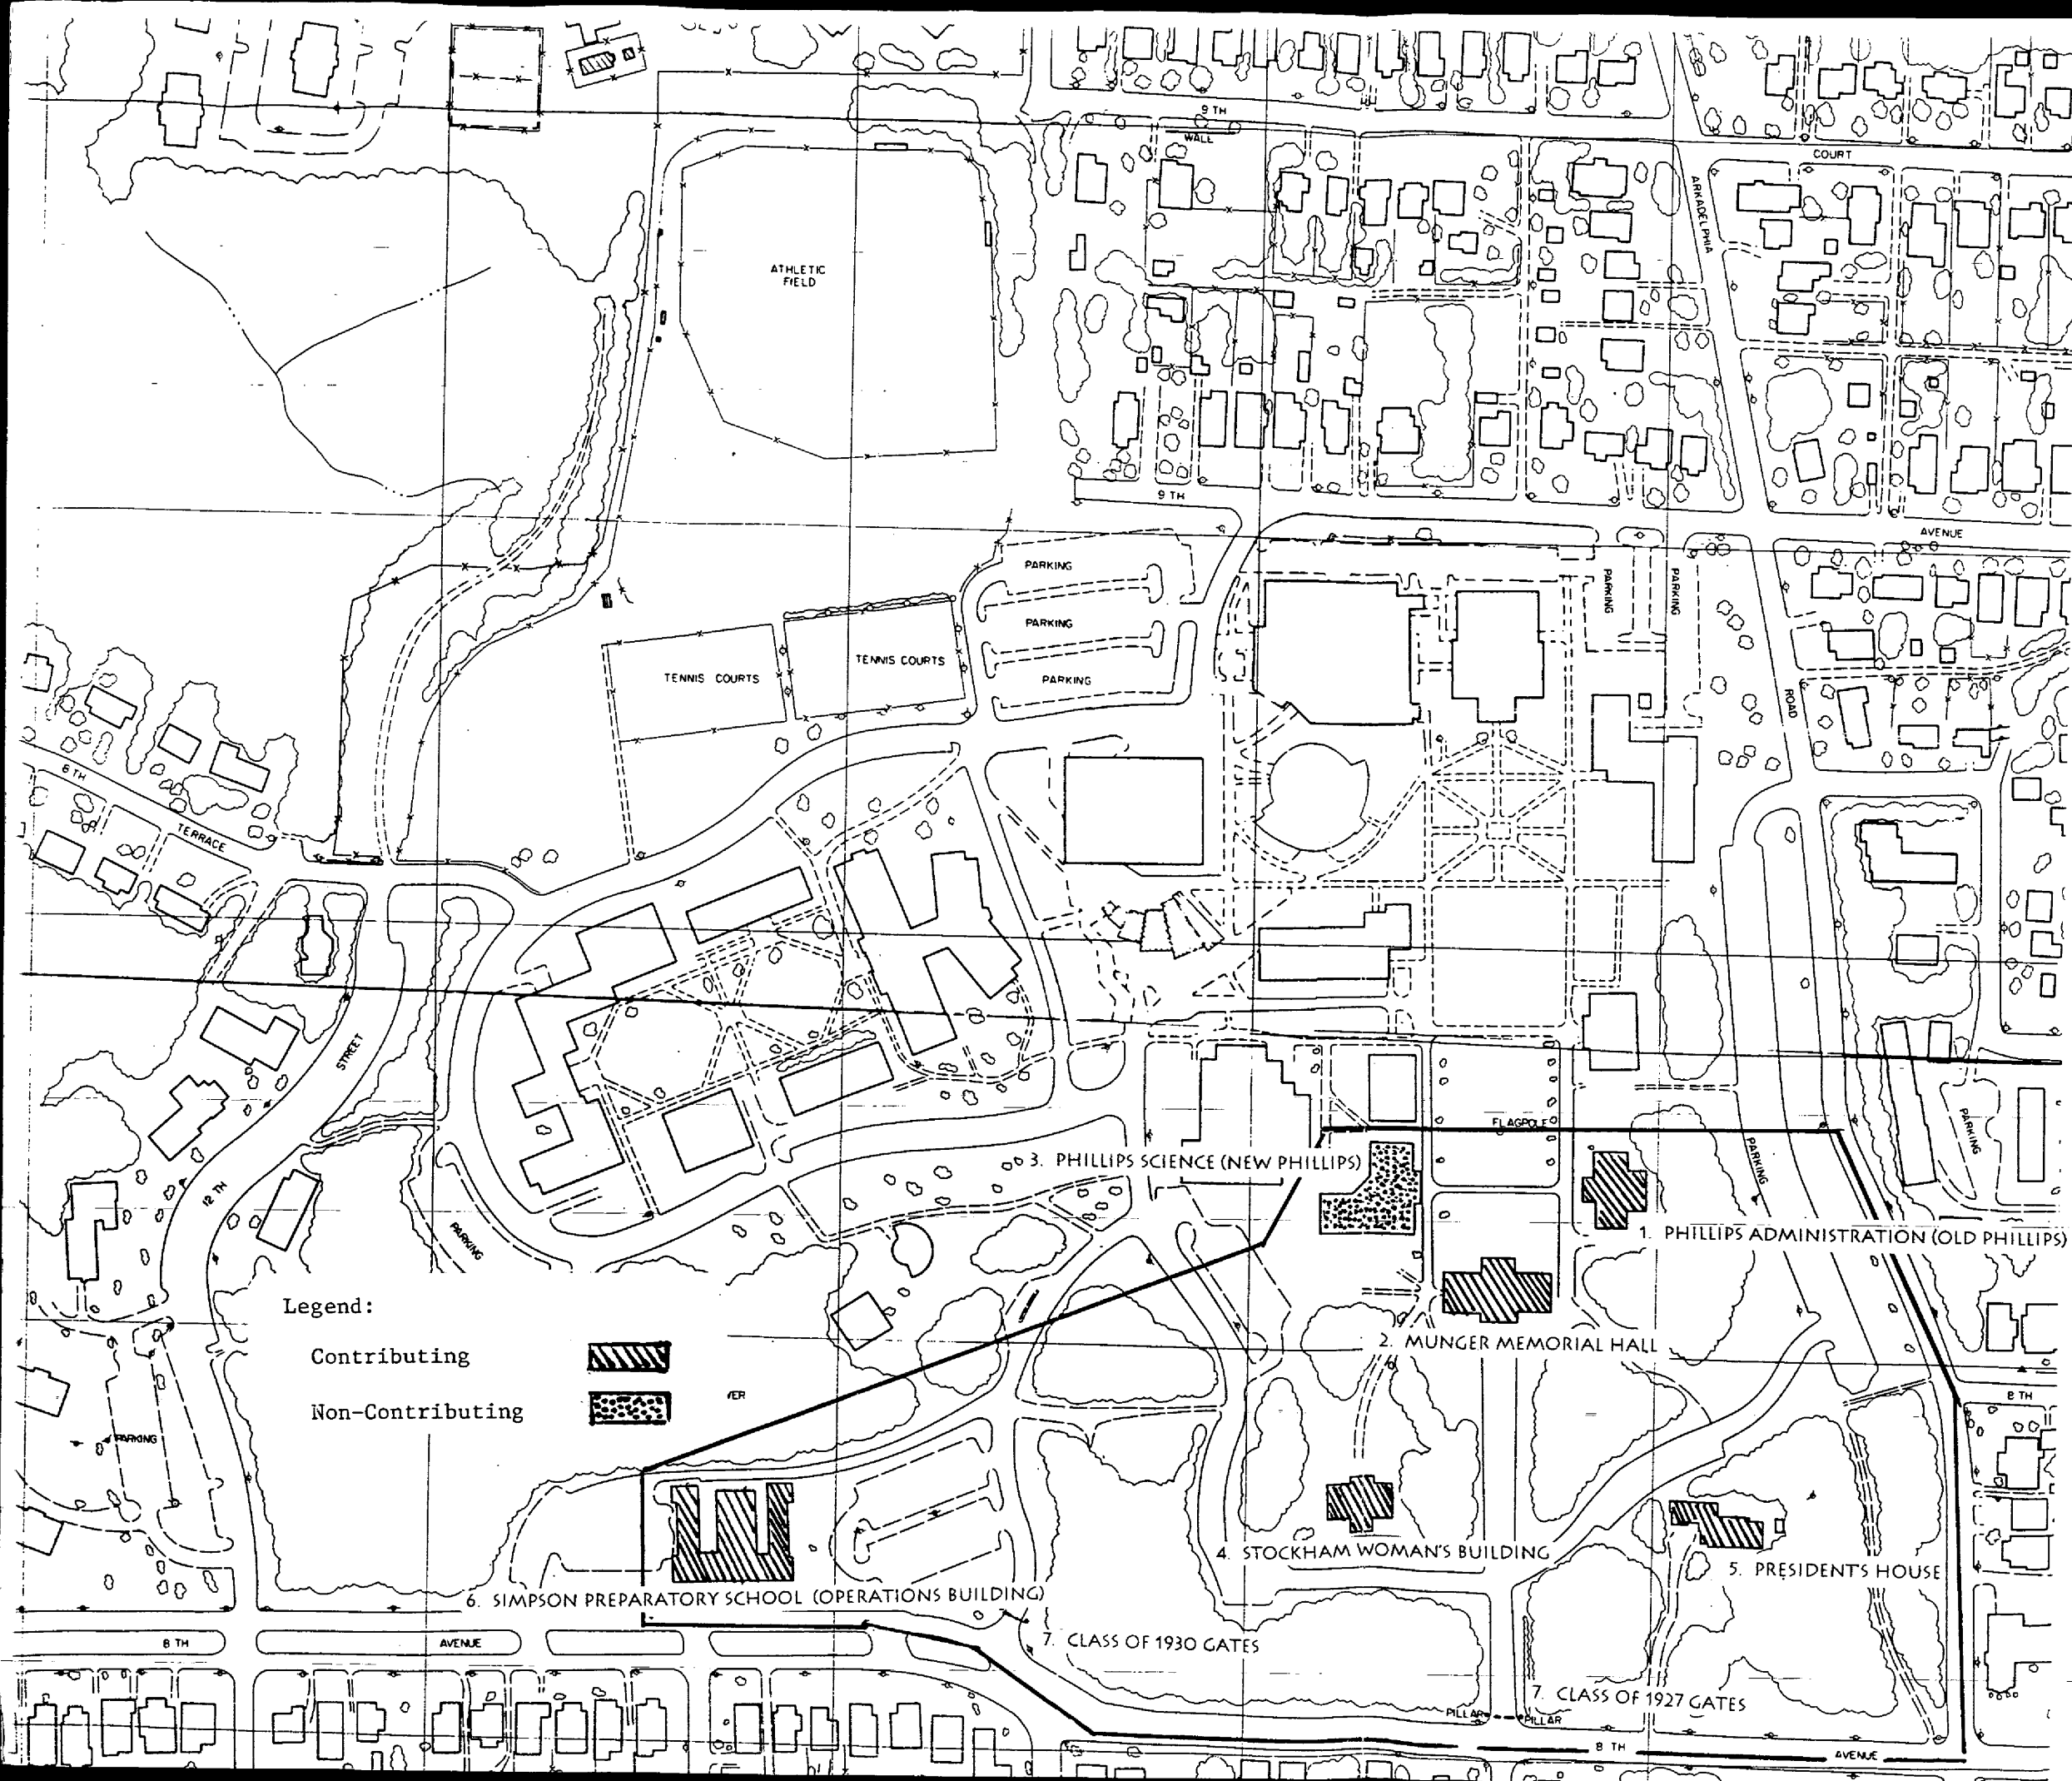 9 TH
WALL
COURT
ARKADELPHIA
ATHLETIC
FIELD
9 TH
AVENUE
PARKING
PARKING
PARKING
PARKING
PARKING
TENNIS COURTS
TENNIS COURTS
ROAD
8 TH
TERRACE
STREET
12 TH
PARKING
FLAGPOLE
PARKING
PARKING
3. PHILLIPS SCIENCE (NEW PHILLIPS)
1. PHILLIPS ADMINISTRATION (OLD PHILLIPS)
Legend:
Contributing
Non-Contributing
VER
2. MUNGER MEMORIAL HALL
8 TH
PARKING
4. STOCKHAM WOMAN'S BUILDING
5. PRESIDENT'S HOUSE
6. SIMPSON PREPARATORY SCHOOL (OPERATIONS BUILDING)
7. CLASS OF 1930 GATES
8 TH
AVENUE
7. CLASS OF 1927 GATES
PILLAR
PILLAR
8 TH
AVENUE